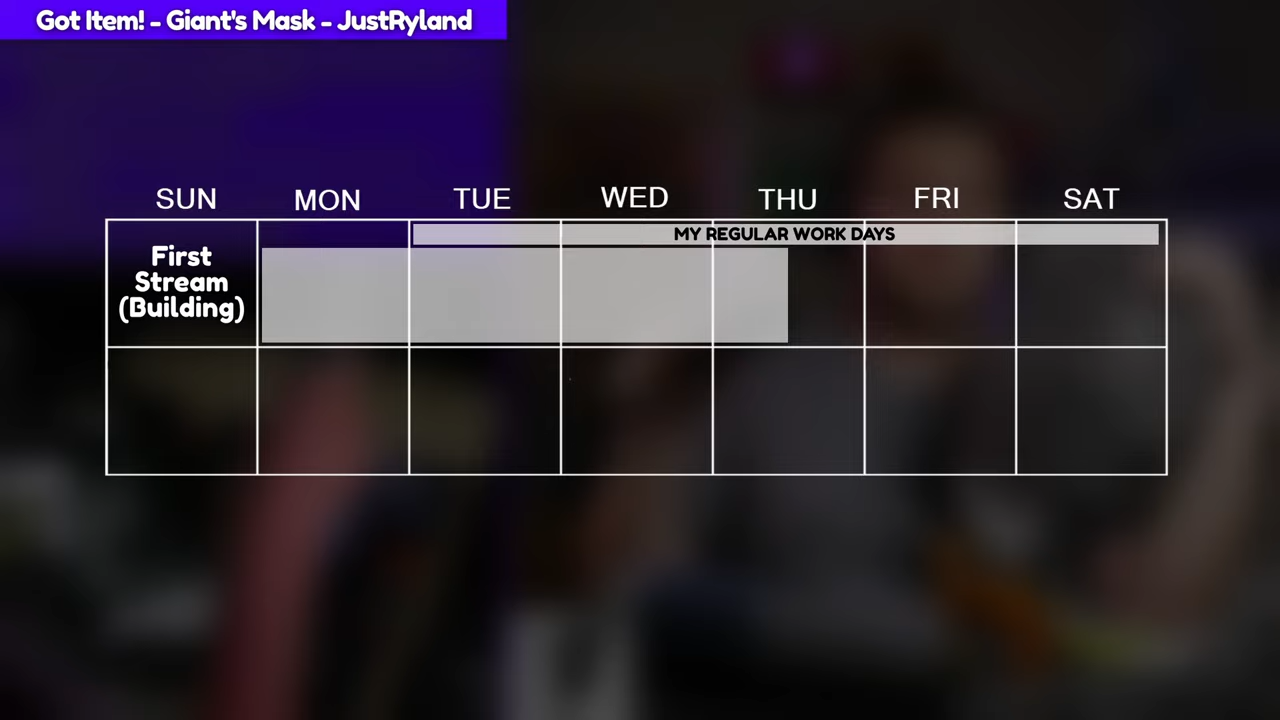 Got Item! - Giant's Mask - JustRyland
SUN MON TUE WED THU FRI SAT
MY REGULAR WORK DAYS
First
Stream
(Building)